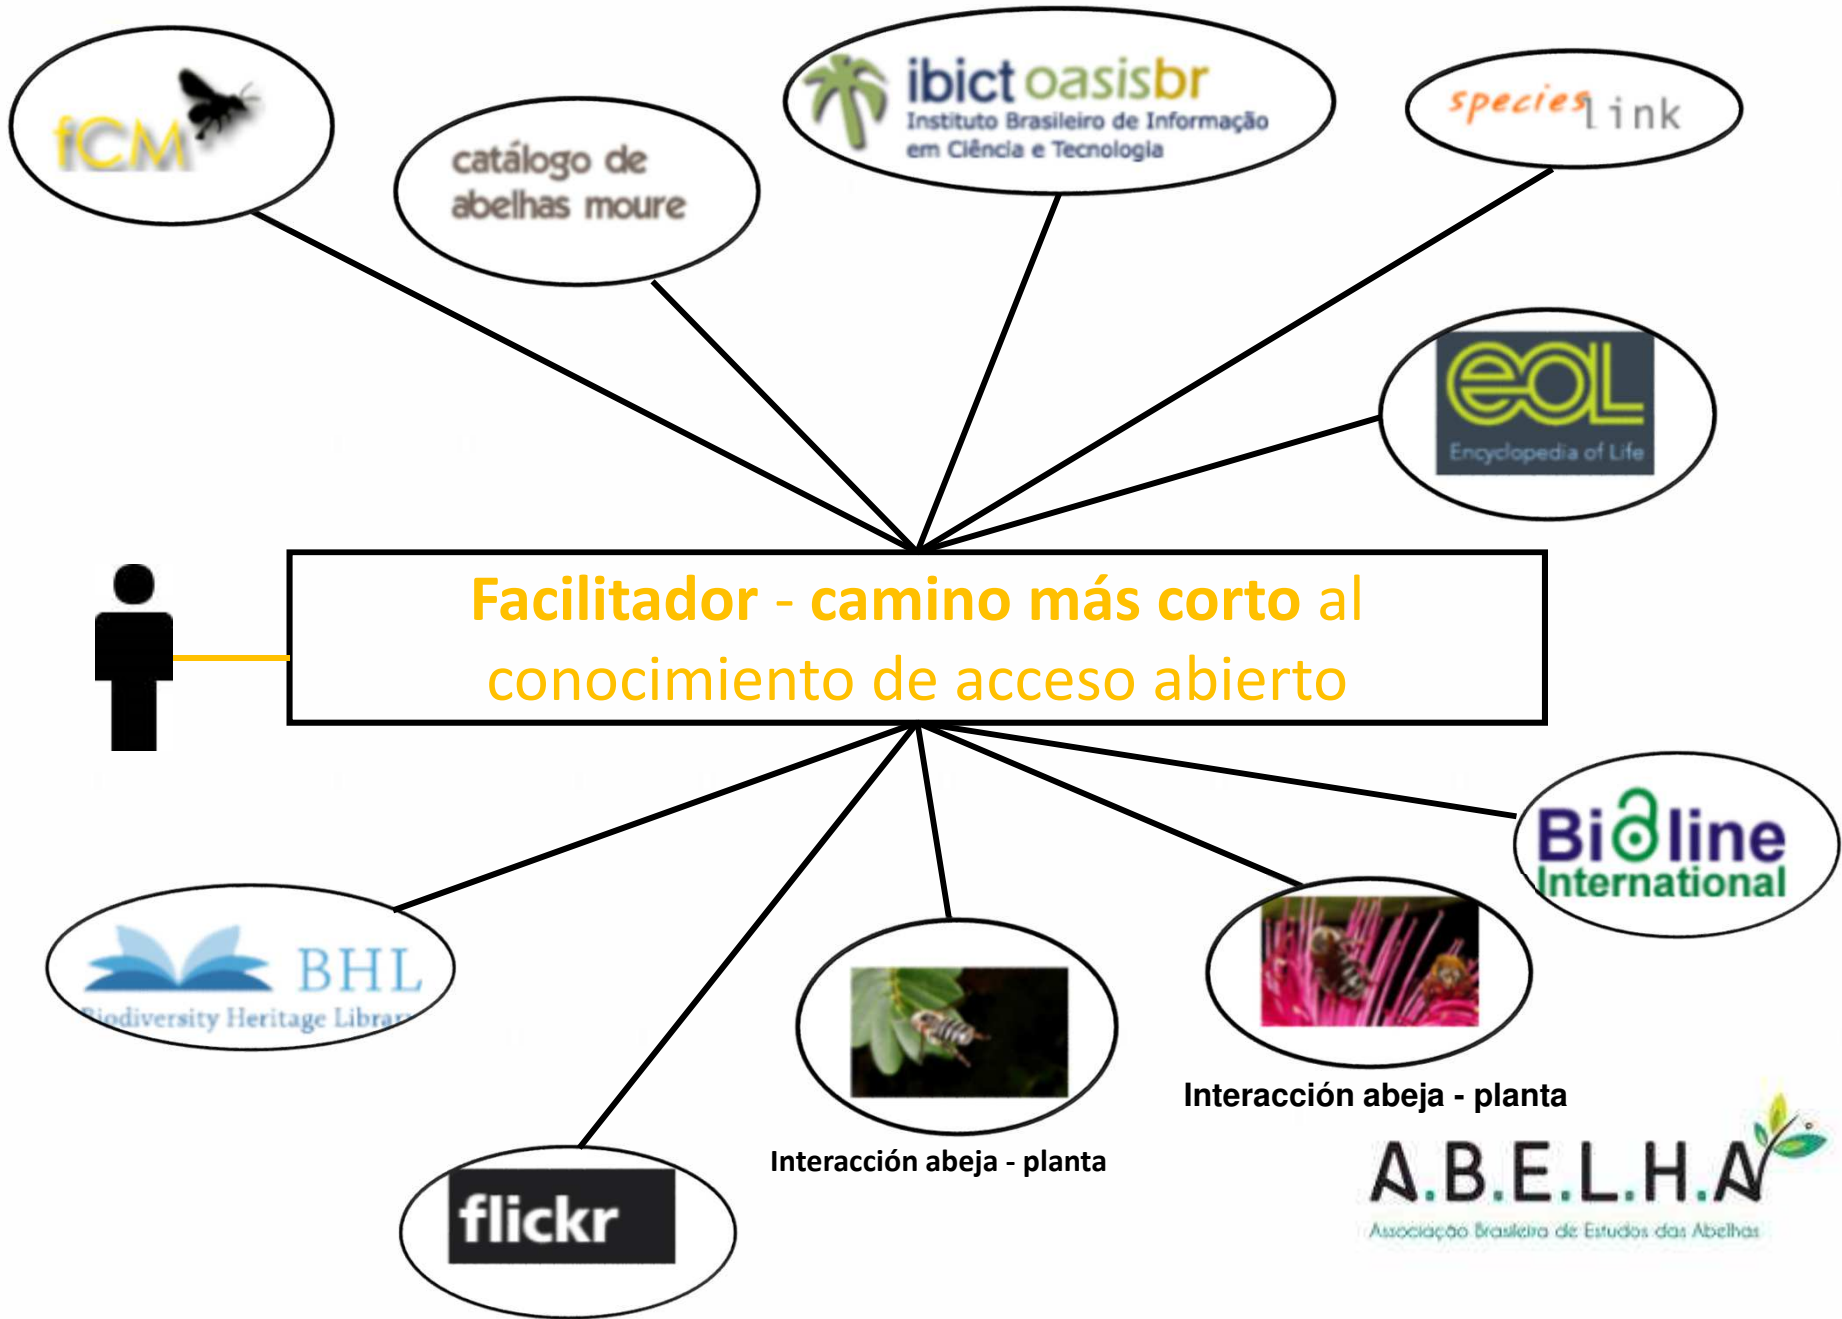 fCM
catálogo de
abelhas moure
ibict oasisbr
Instituto Brasileiro de Informação
em Ciência e Tecnologia
species link
eol
Encyclopedia of Life
Facilitador - camino más corto al
conocimiento de acceso abierto
Bioline
International
BHL
Biodiversity Heritage Library
flickr
Interacción abeja - planta
Interacción abeja - planta
A.B.E.L.H.A
Associação Brasileira de Estudos das Abelhas